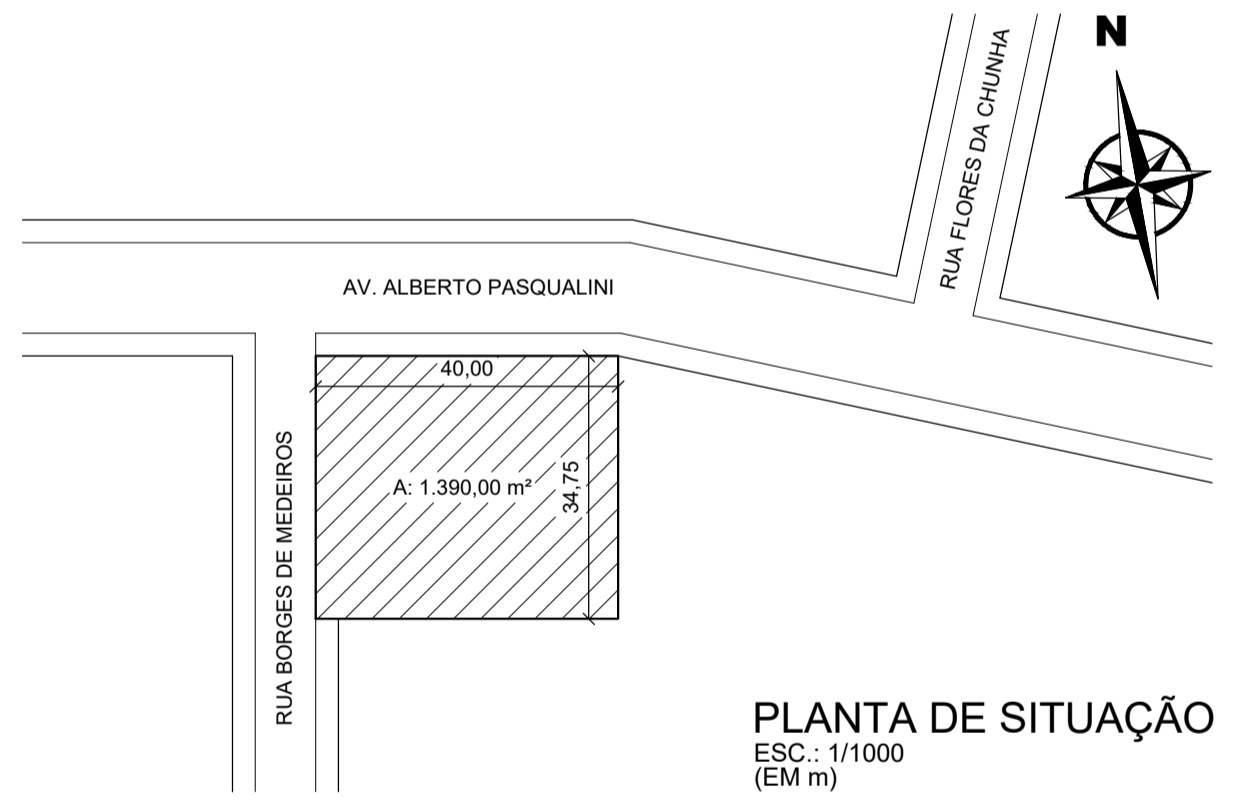 N
RUA FLORES DA CHUNHA
AV. ALBERTO PASQUALINI
40,00
A: 1.390,00 m²
34,75
RUA BORGES DE MEDEIROS
PLANTA DE SITUAÇÃO
ESC.: 1/1000
(EM m)